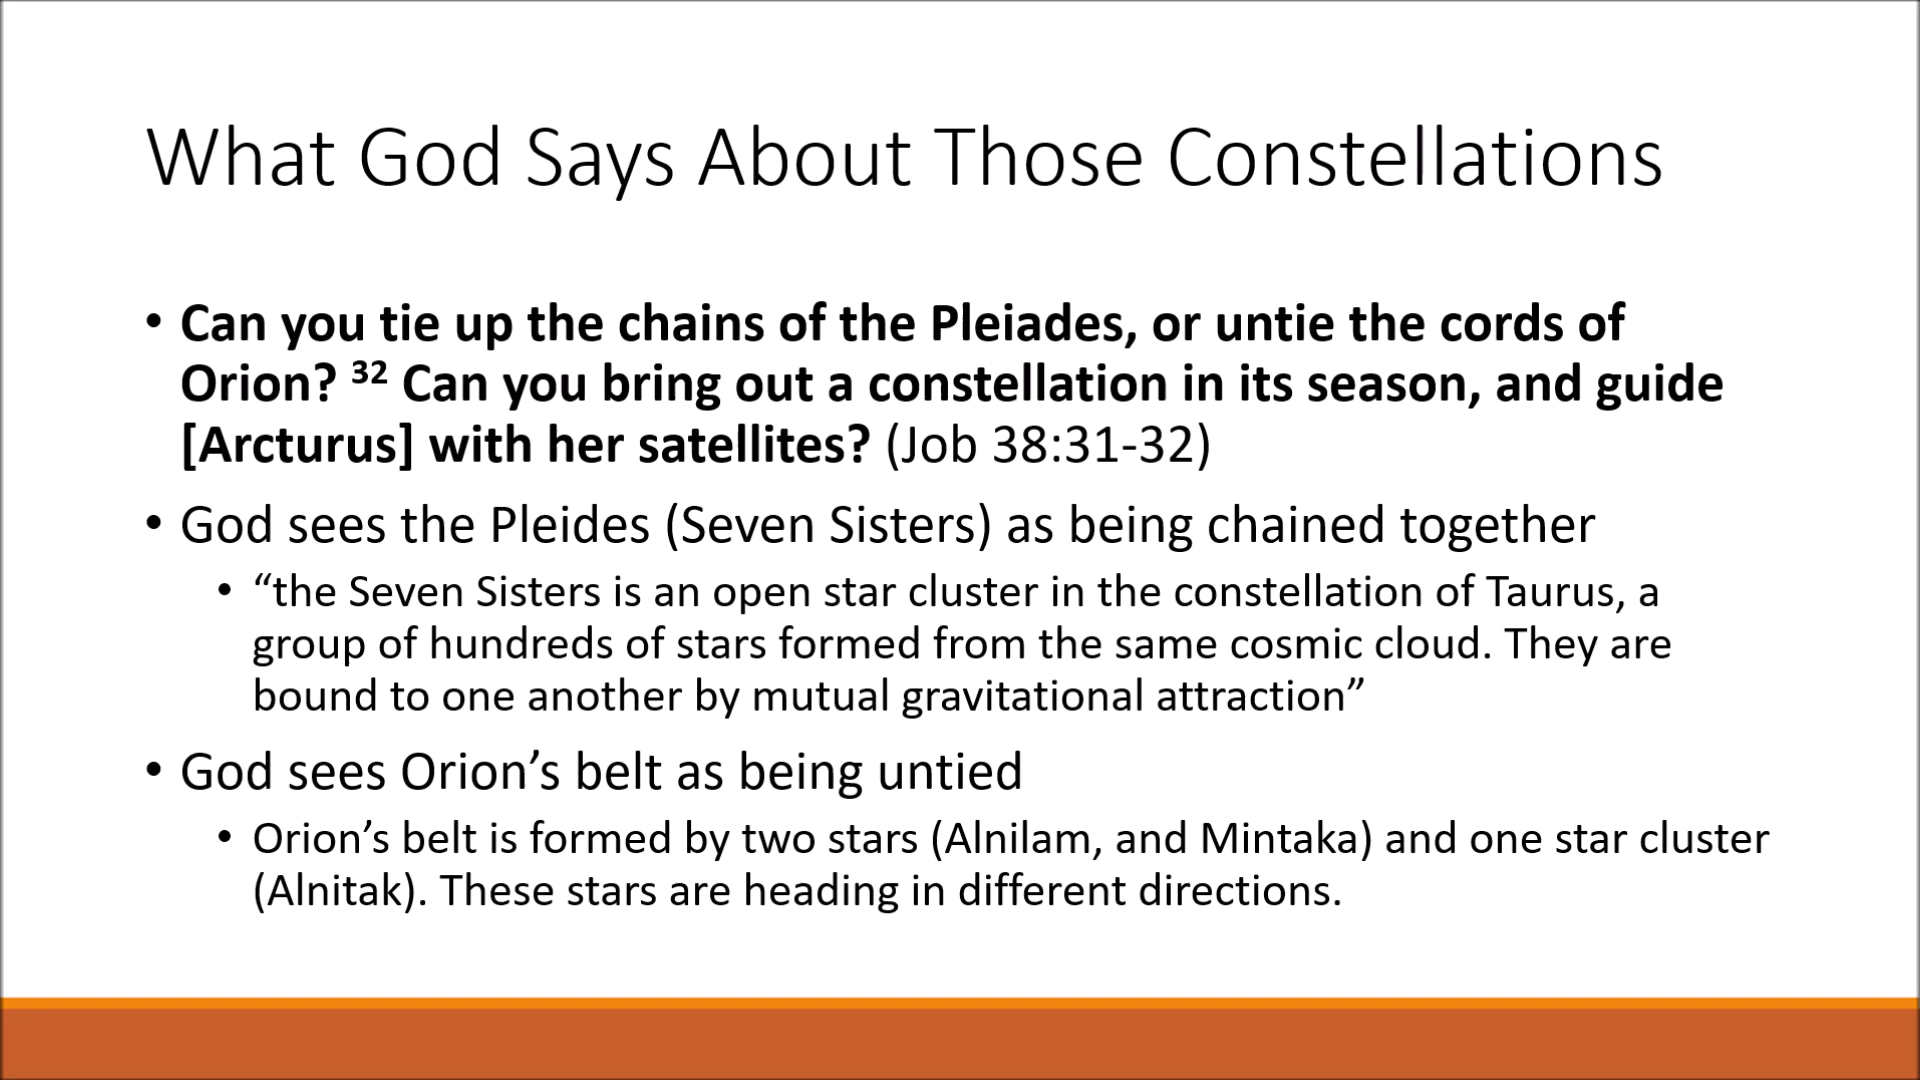 What God Says About Those Constellations
• Can you tie up the chains of the Pleiades, or untie the cords of
Orion? ³² Can you bring out a constellation in its season, and guide
[Arcturus] with her satellites? (Job 38:31-32)
• God sees the Pleides (Seven Sisters) as being chained together
• “the Seven Sisters is an open star cluster in the constellation of Taurus, a
group of hundreds of stars formed from the same cosmic cloud. They are
bound to one another by mutual gravitational attraction”
• God sees Orion’s belt as being untied
• Orion’s belt is formed by two stars (Alnilam, and Mintaka) and one star cluster
(Alnitak). These stars are heading in different directions.